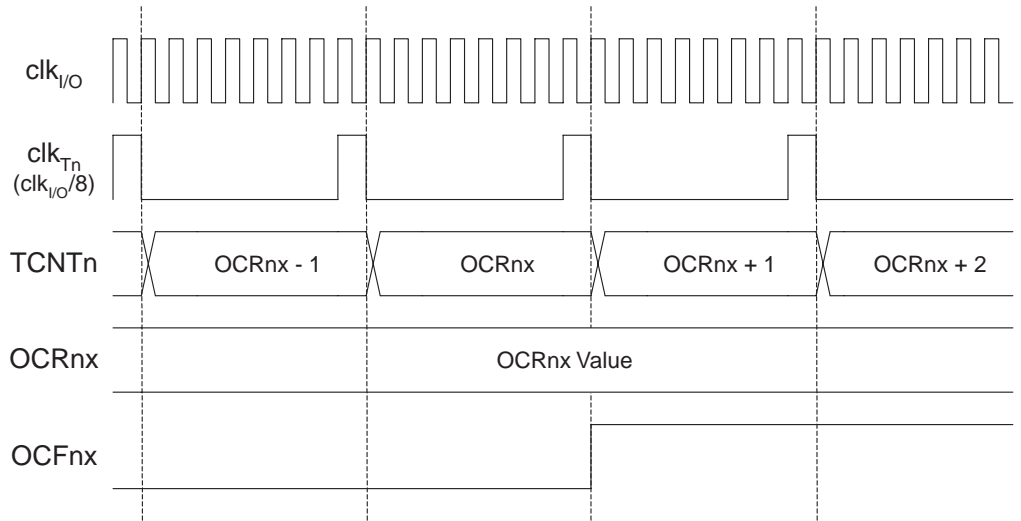 clkI/O
clkTn
(clkI/O/8)
TCNTn
OCRnx - 1
OCRnx
OCRnx + 1
OCRnx + 2
OCRnx
OCRnx Value
OCFnx